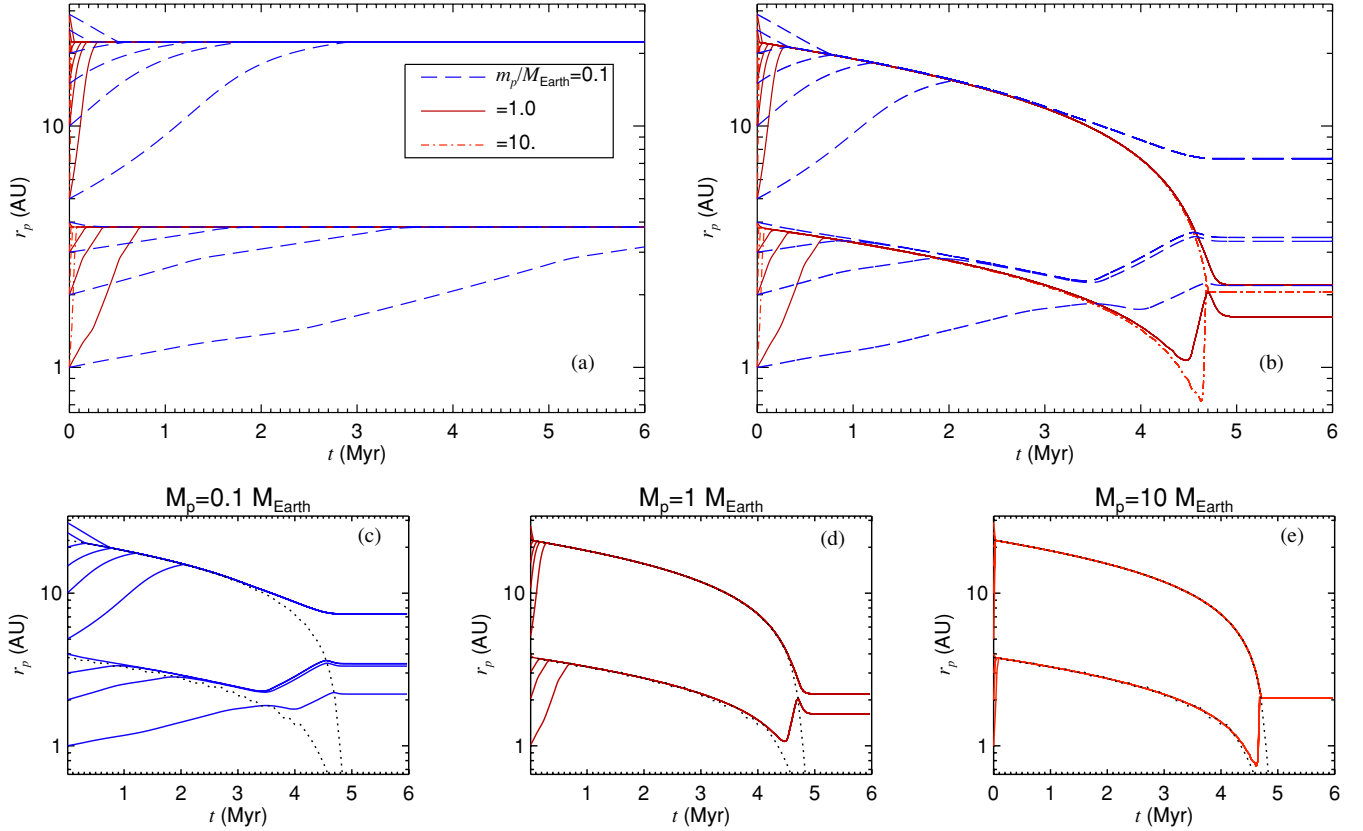 10
1
r_p (AU)
m_p/M_Earth=0.1
=1.0
=10.
(a)
0 1 2 3 4 5 6
t (Myr)
10
1
r_p (AU)
(b)
0 1 2 3 4 5 6
t (Myr)
M_p=0.1 M_Earth
(c)
10
1
r_p (AU)
1 2 3 4 5 6
t (Myr)
M_p=1 M_Earth
(d)
10
1
r_p (AU)
1 2 3 4 5 6
t (Myr)
M_p=10 M_Earth
(e)
10
1
r_p (AU)
0 1 2 3 4 5 6
t (Myr)